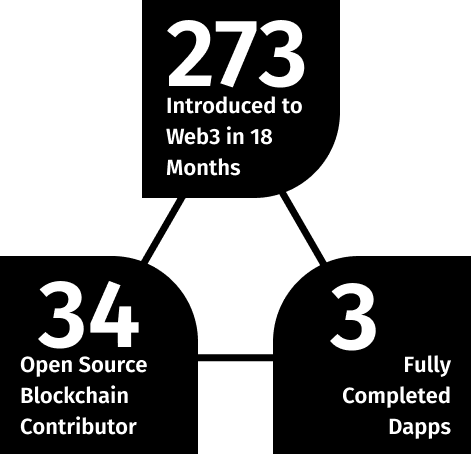 273
Introduced to
Web3 in 18
Months
34
Open Source
Blockchain
Contributor
3
Fully
Completed
Dapps